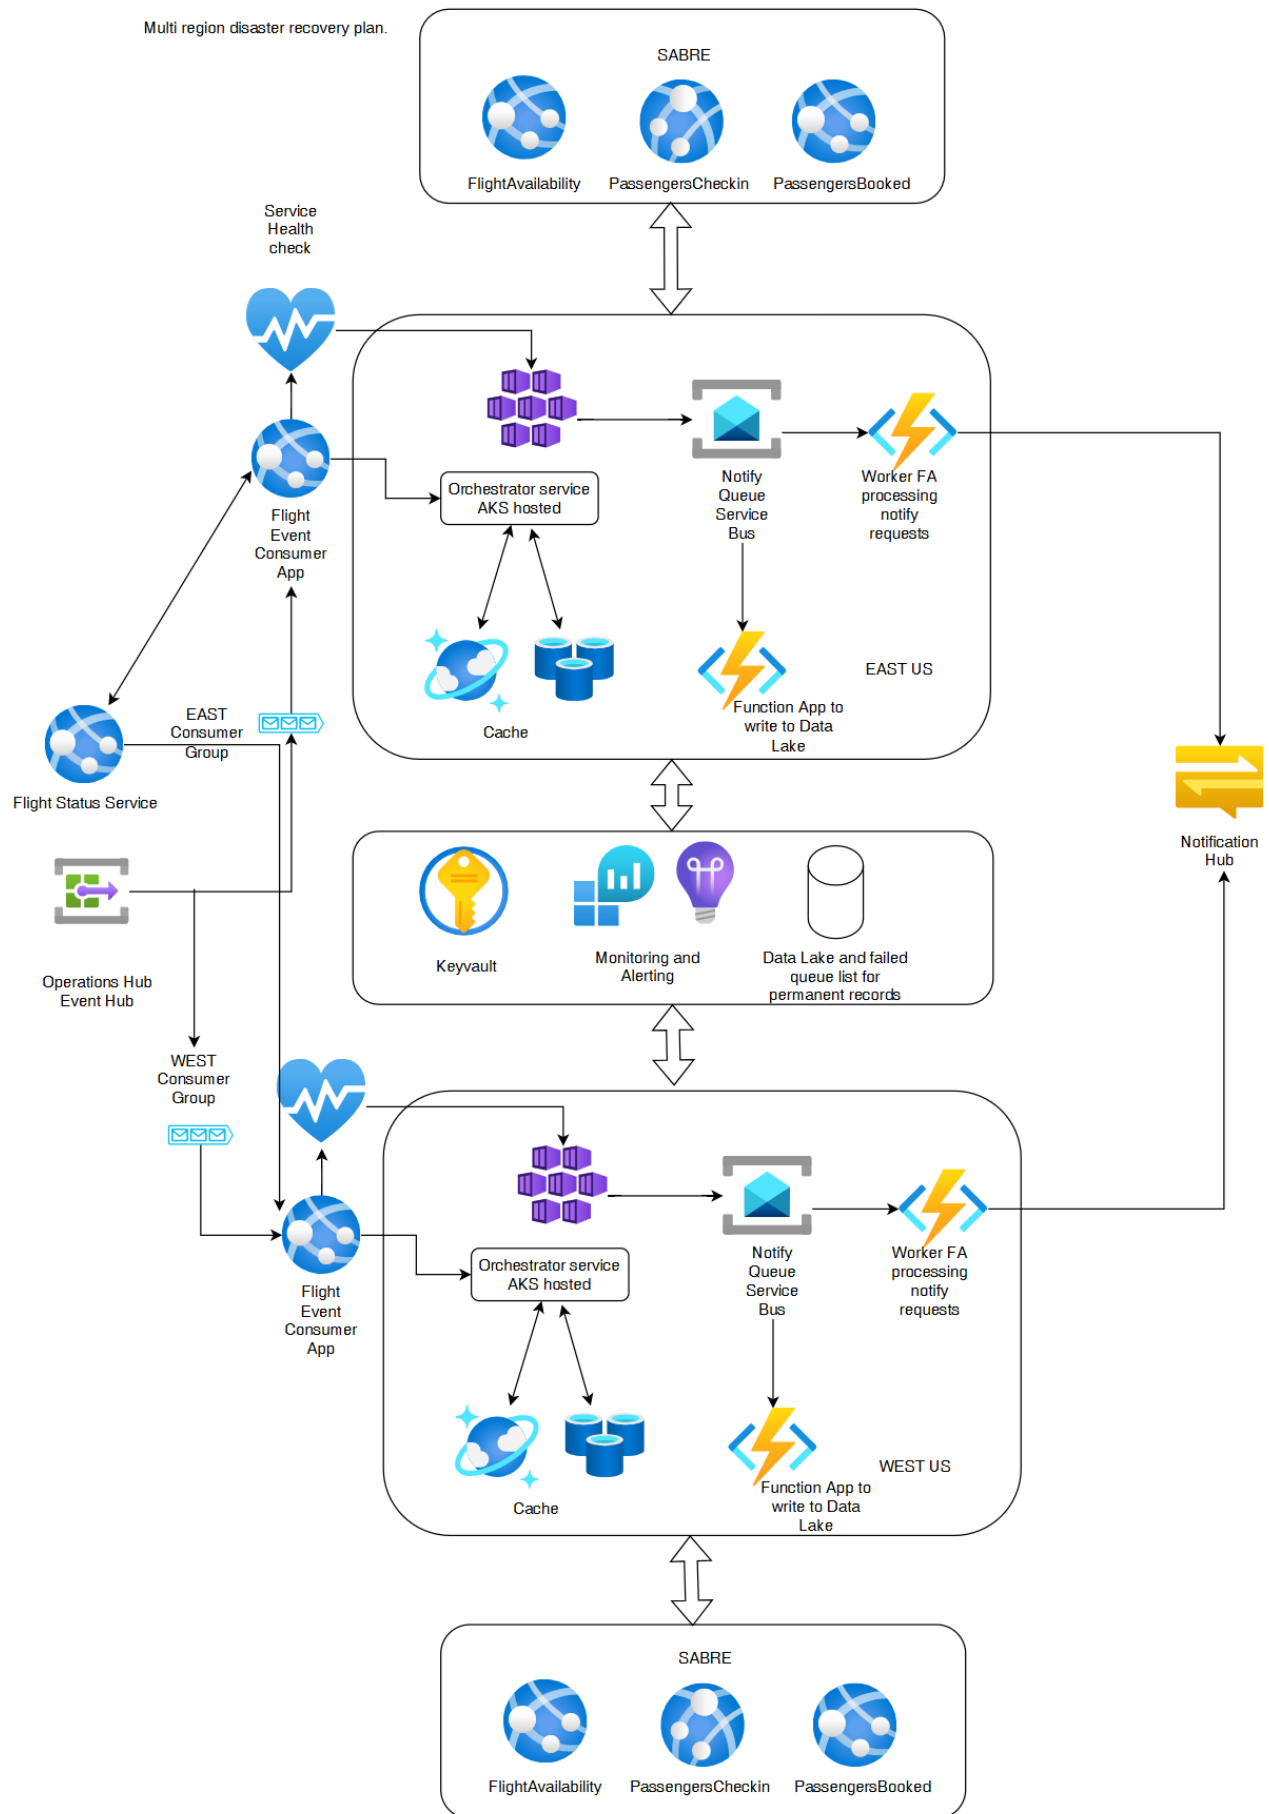 Multi region disaster recovery plan.
SABRE
FlightAvailability
PassengersCheckin
PassengersBooked
Service
Health
check
Flight
Event
Consumer
App
Orchestrator service
AKS hosted
Notify
Queue
Service
Bus
Worker FA
processing
notify
requests
Cache
Function App to
write to Data
Lake
EAST US
EAST
Consumer
Group
Flight Status Service
Notification
Hub
Operations Hub
Event Hub
Keyvault
Monitoring and
Alerting
Data Lake and failed
queue list for
permanent records
WEST
Consumer
Group
Flight
Event
Consumer
App
Orchestrator service
AKS hosted
Notify
Queue
Service
Bus
Worker FA
processing
notify
requests
Cache
Function App to
write to Data
Lake
WEST US
SABRE
FlightAvailability
PassengersCheckin
PassengersBooked